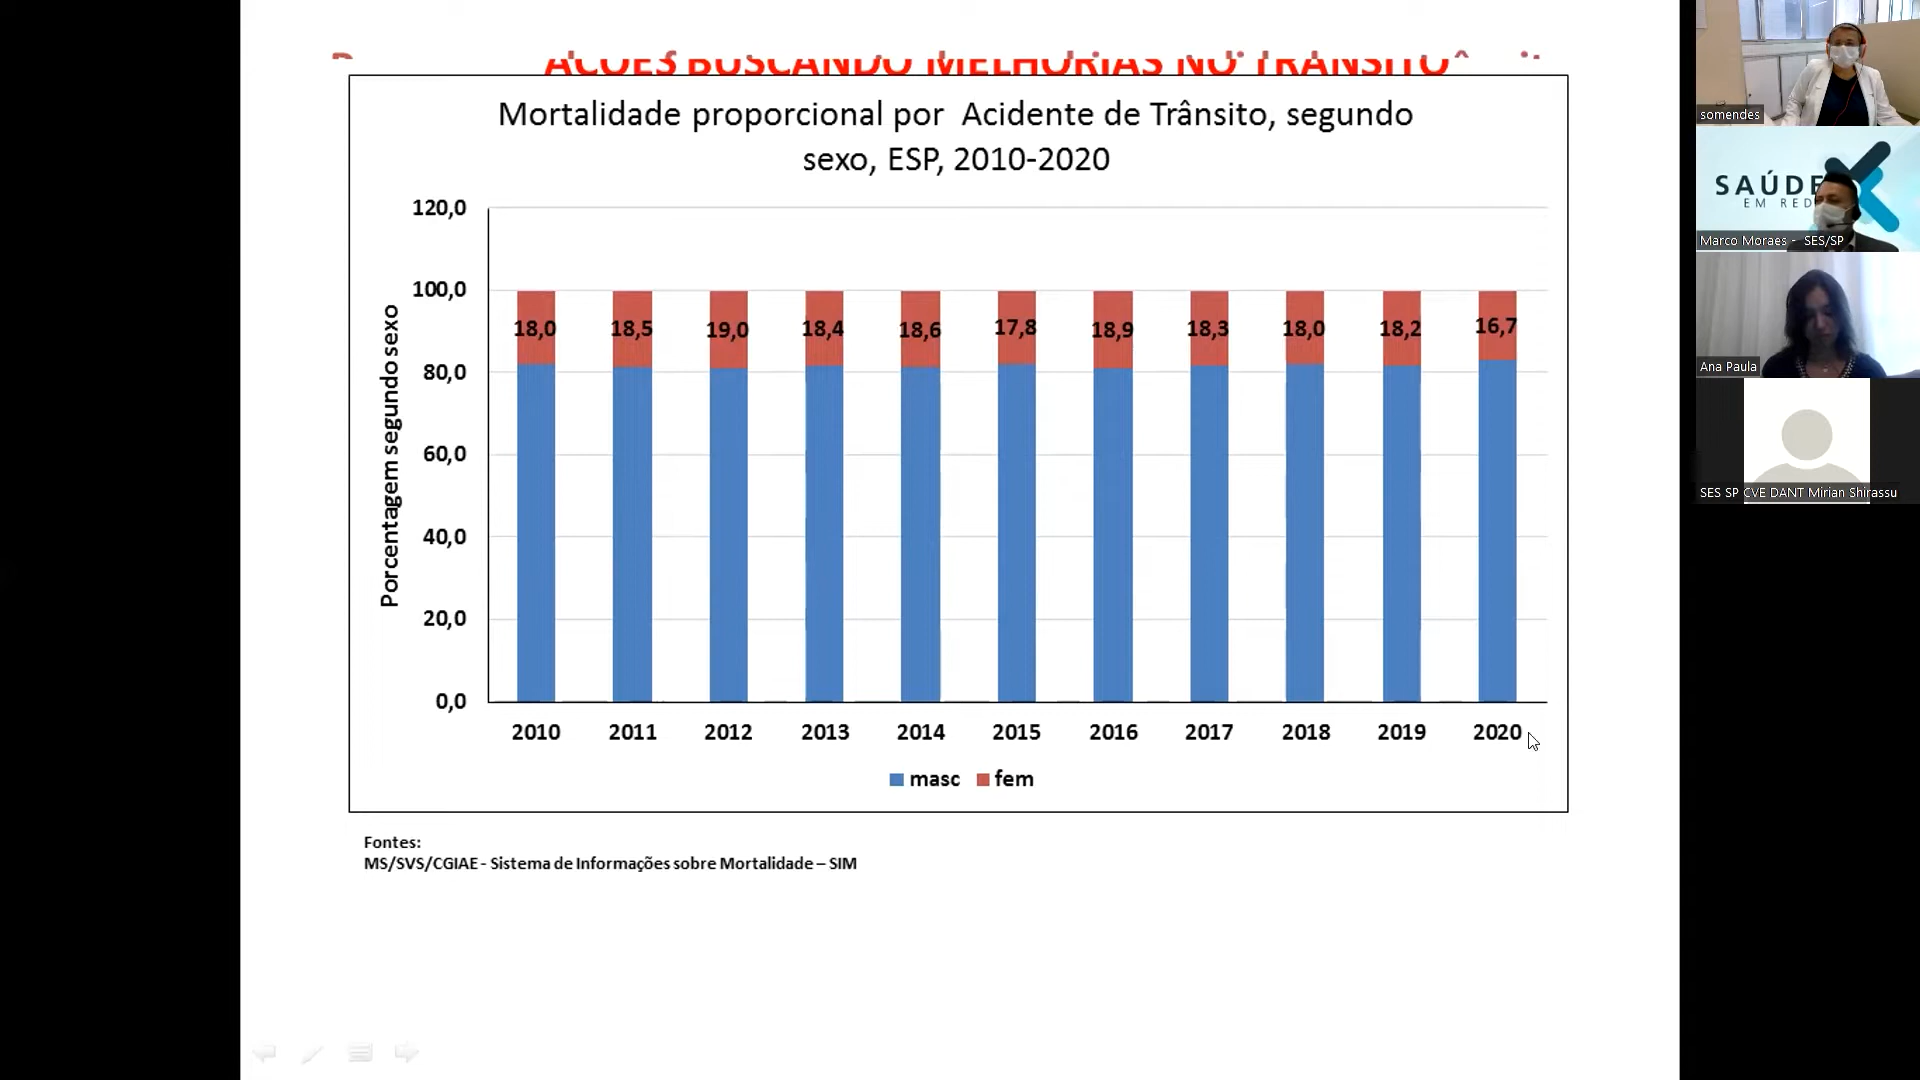 AÇÕES BUSCANDO MELHORIAS NO TRÂNSITO
Mortalidade proporcional por Acidente de Trânsito, segundo
sexo, ESP, 2010-2020
Porcentagem segundo sexo
120,0
100,0
80,0
60,0
40,0
20,0
0,0
18,0 18,5 19,0 18,4 18,6 17,8 18,9 18,3 18,0 18,2 16,7
2010 2011 2012 2013 2014 2015 2016 2017 2018 2019 2020
masc fem
Fontes:
MS/SVS/CGIAE - Sistema de Informações sobre Mortalidade – SIM
somendes
SAÚDE
EM RED
Marco Moraes - SES/SP
Ana Paula
SES SP CVE DANT Mirian Shirassu